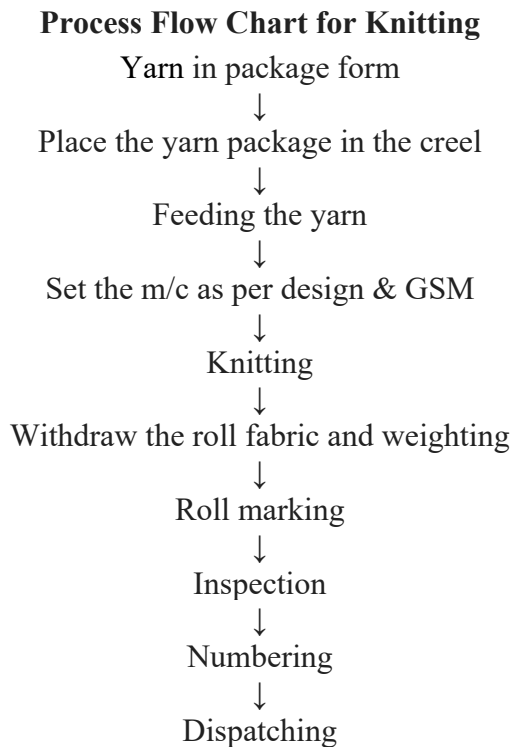 Process Flow Chart for Knitting
Yarn in package form
↓
Place the yarn package in the creel
↓
Feeding the yarn
↓
Set the m/c as per design & GSM
↓
Knitting
↓
Withdraw the roll fabric and weighting
↓
Roll marking
↓
Inspection
↓
Numbering
↓
Dispatching